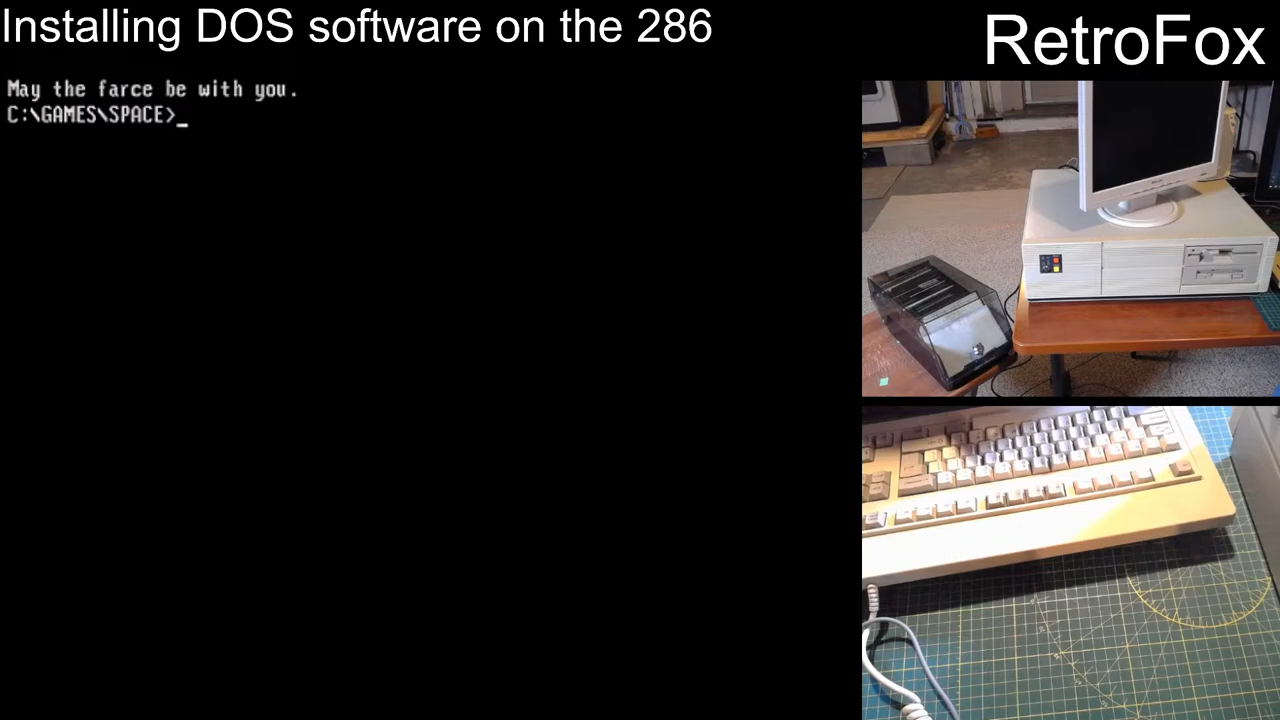 Installing DOS software on the 286
RetroFox
May the farce be with you.
C:\GAMES\SPACE>_